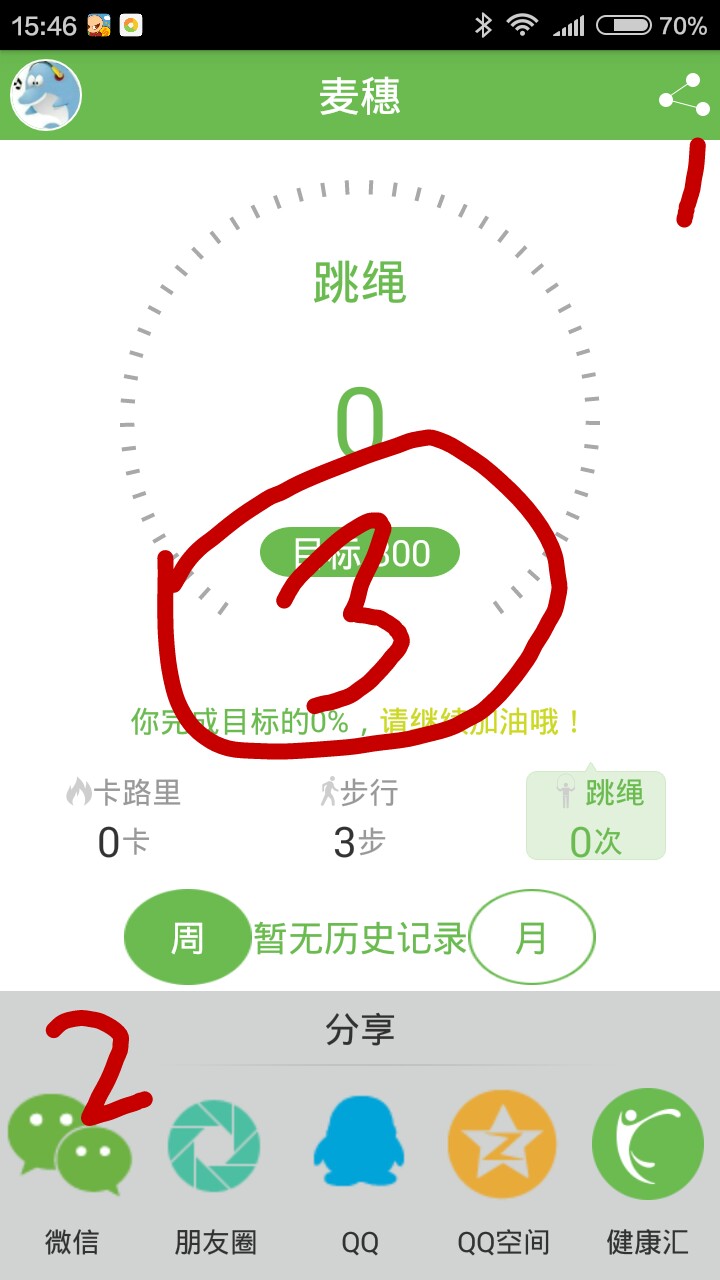 15:46 70%
麦穗
1
跳绳
0
目标 300
3
你完成目标的0%，请继续加油哦！
卡路里 步行 跳绳
0卡 3步 0次
周 暂无历史记录 月
分享
2
微信 朋友圈 QQ QQ空间 健康汇